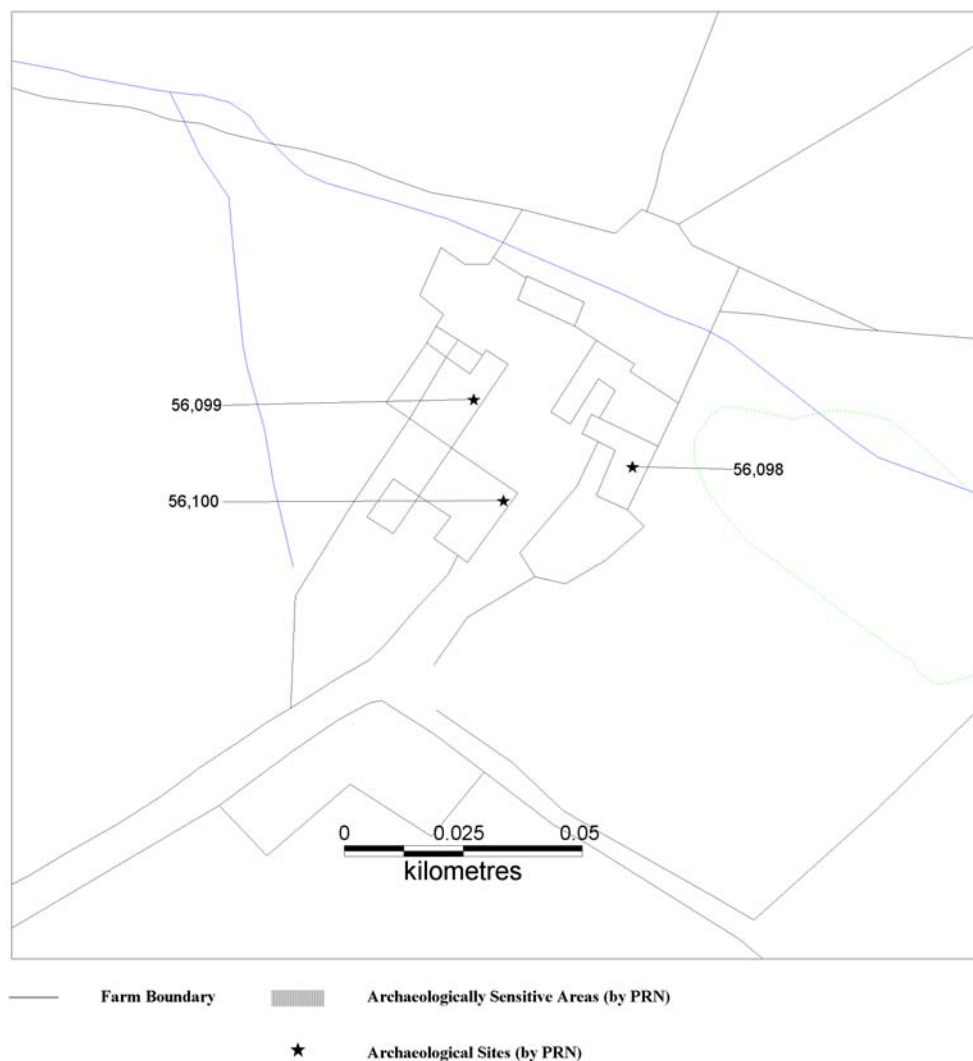 56,099
56,098
56,100
0 0.025 0.05
kilometres
Farm Boundary Archaeologically Sensitive Areas (by PRN)
Archaeological Sites (by PRN)